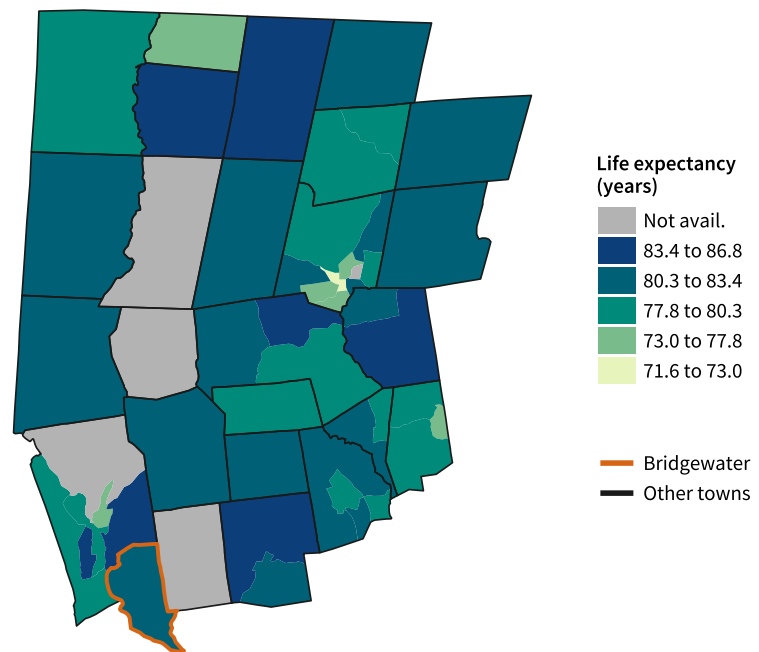 Life expectancy
(years)
Not avail.
83.4 to 86.8
80.3 to 83.4
77.8 to 80.3
73.0 to 77.8
71.6 to 73.0
Bridgewater
Other towns